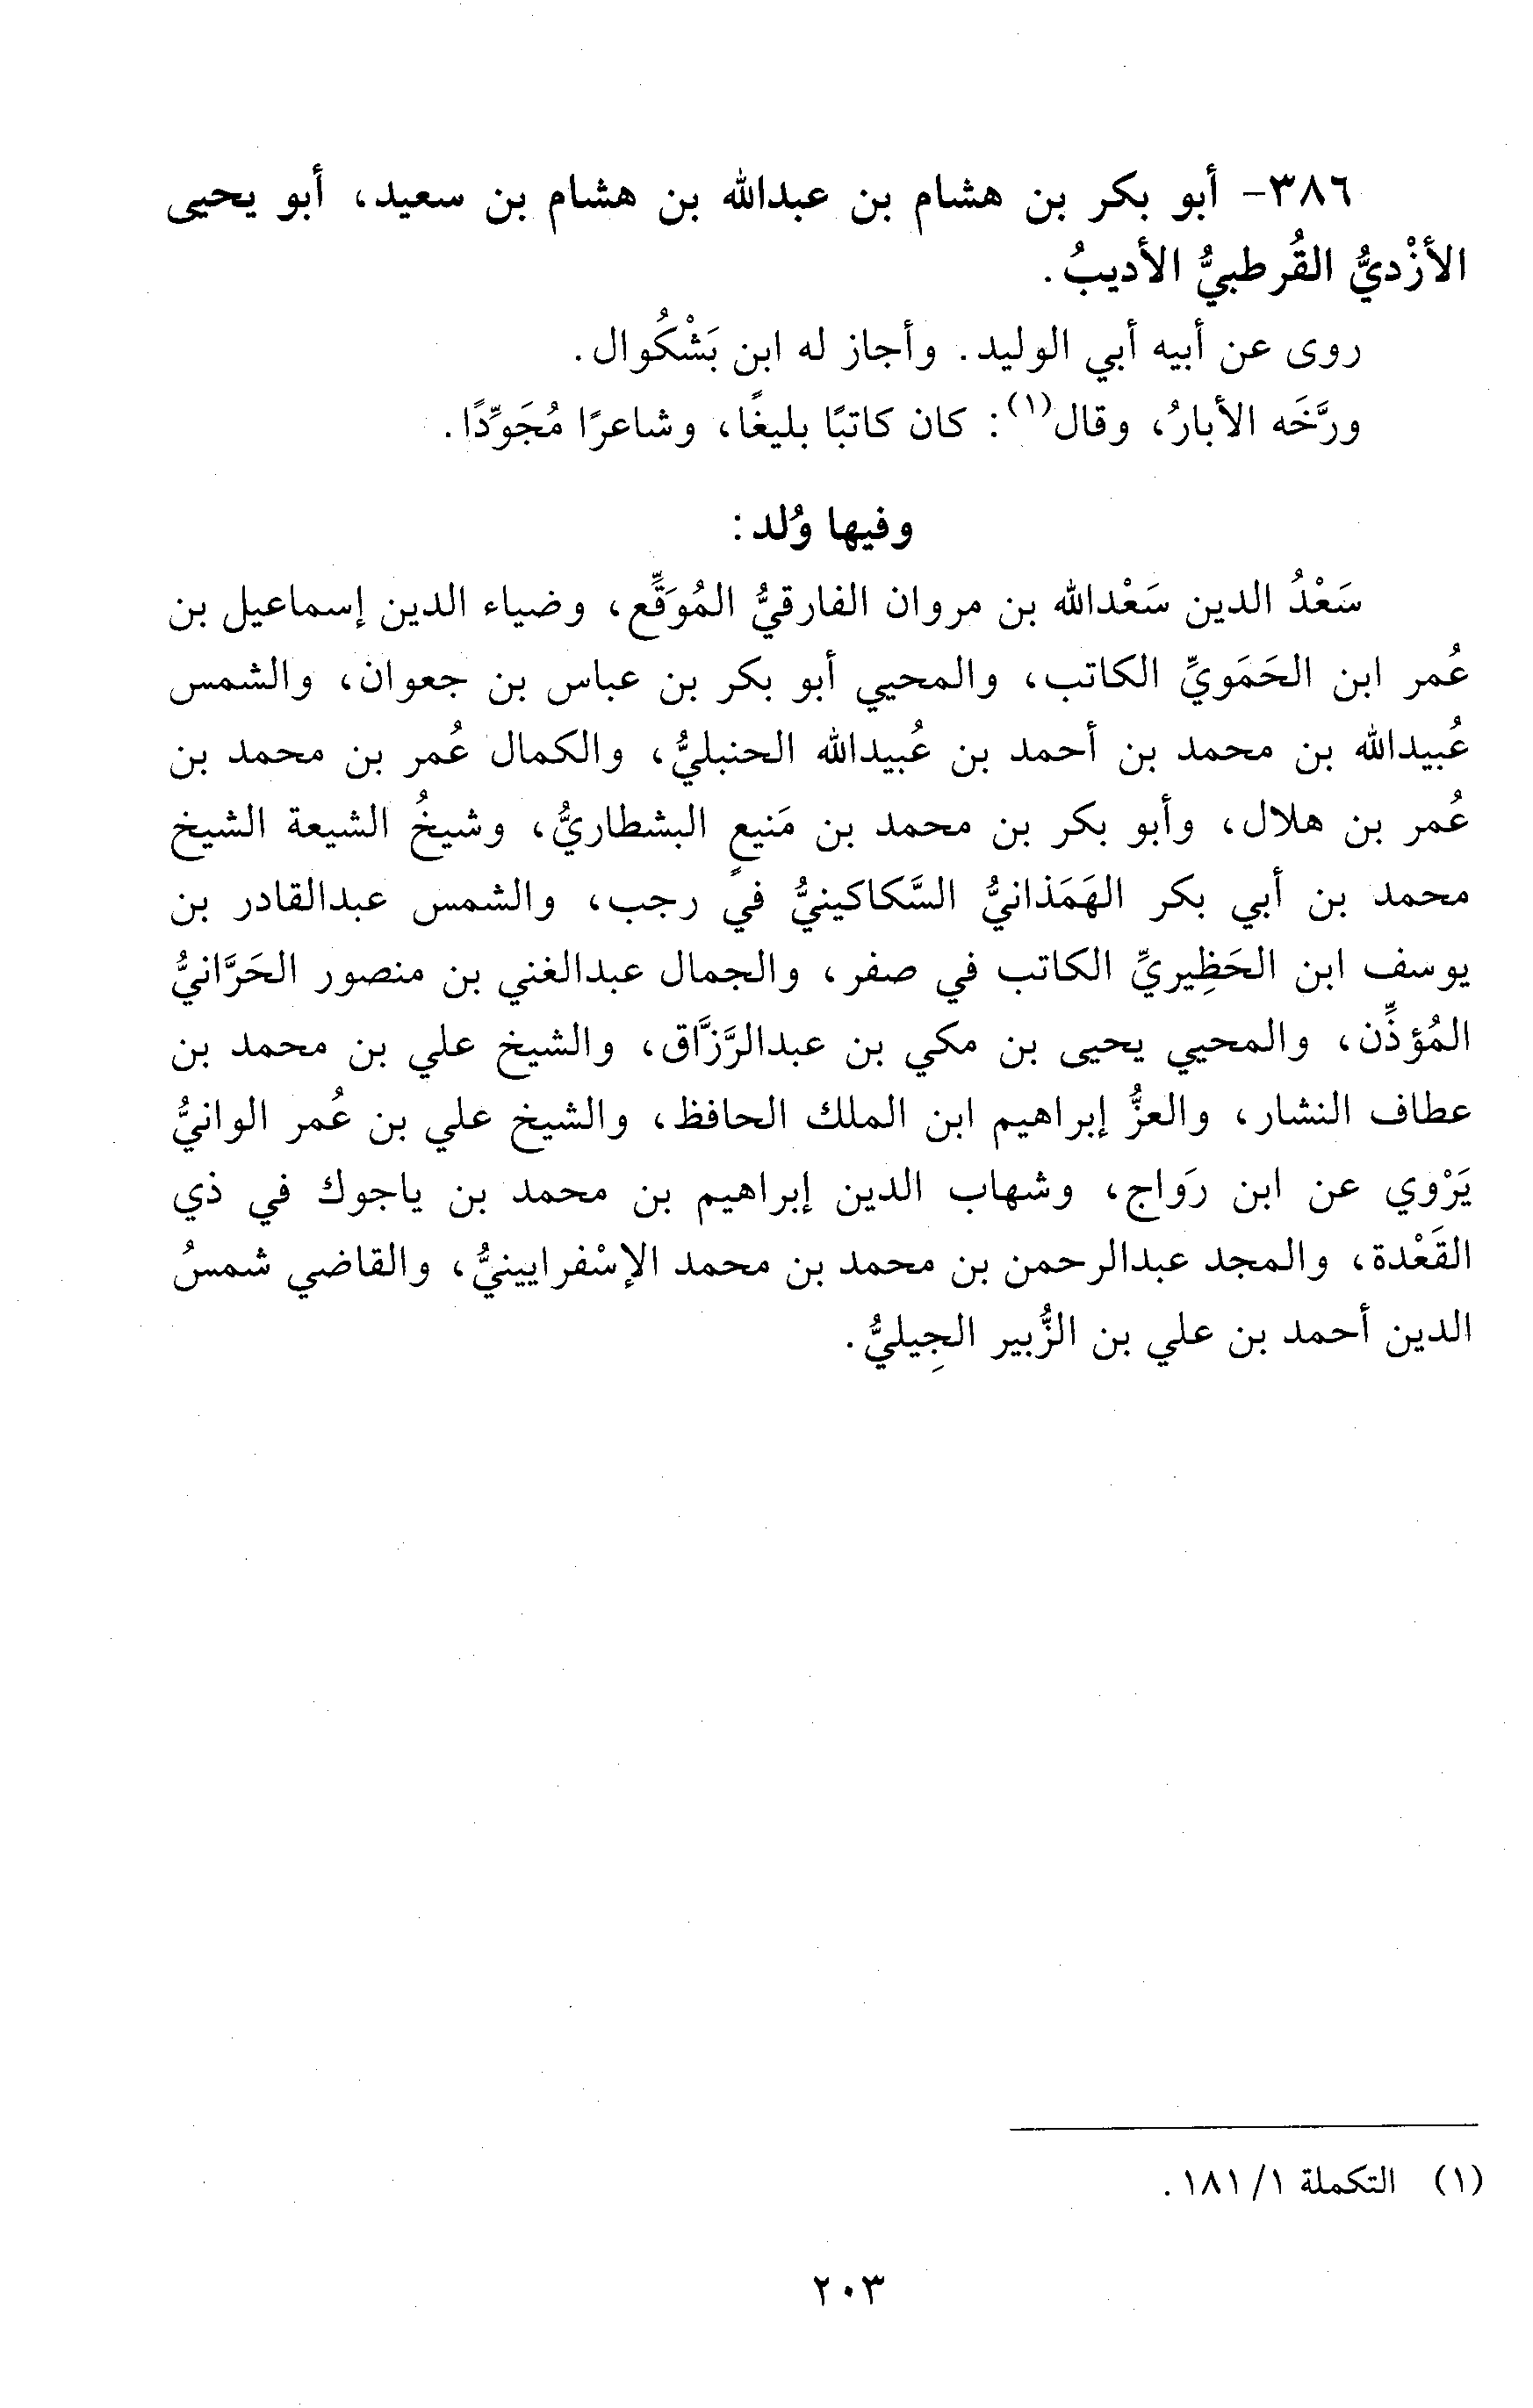 ٣٨٦- أبو بكر بن هشام بن عبدالله بن هشام بن سعيد، أبو يحيى
الأزْديُّ القُرطبيُّ الأديبُ.
روى عن أبيه أبي الوليد. وأجاز له ابن بَشْكُوال.
ورَّخَه الأبارُ، وقال(١): كان كاتبًا بليغًا، وشاعرًا مُجَوِّدًا.
وفيها وُلد:
سَعْدُ الدين سَعْدالله بن مروان الفارقيُّ المُوَقِّع، وضياء الدين إسماعيل بن
عُمر ابن الحَمَويِّ الكاتب، والمحيي أبو بكر بن عباس بن جعوان، والشمس
عُبيدالله بن محمد بن أحمد بن عُبيدالله الحنبليُّ، والكمال عُمر بن محمد بن
عُمر بن هلال، وأبو بكر بن محمد بن مَنيعٍ البشطاريُّ، وشيخُ الشيعة الشيخ
محمد بن أبي بكر الهَمَذانيُّ السَّكاكينيُّ في رجب، والشمس عبدالقادر بن
يوسف ابن الحَظِيريِّ الكاتب في صفر، والجمال عبدالغني بن منصور الحَرَّانيُّ
المُؤذِّن، والمحيي يحيى بن مكي بن عبدالرَّزَّاق، والشيخ علي بن محمد بن
عطاف النشار، والعزُّ إبراهيم ابن الملك الحافظ، والشيخ علي بن عُمر الوانيُّ
يَرْوي عن ابن رَواج، وشهاب الدين إبراهيم بن محمد بن ياجوك في ذي
القَعْدة، والمجد عبدالرحمن بن محمد بن محمد الإسْفرايينيُّ، والقاضي شمسُ
الدين أحمد بن علي بن الزُّبير الجِيليُّ.
(١) التكملة ١/ ١٨١.
٢٠٣